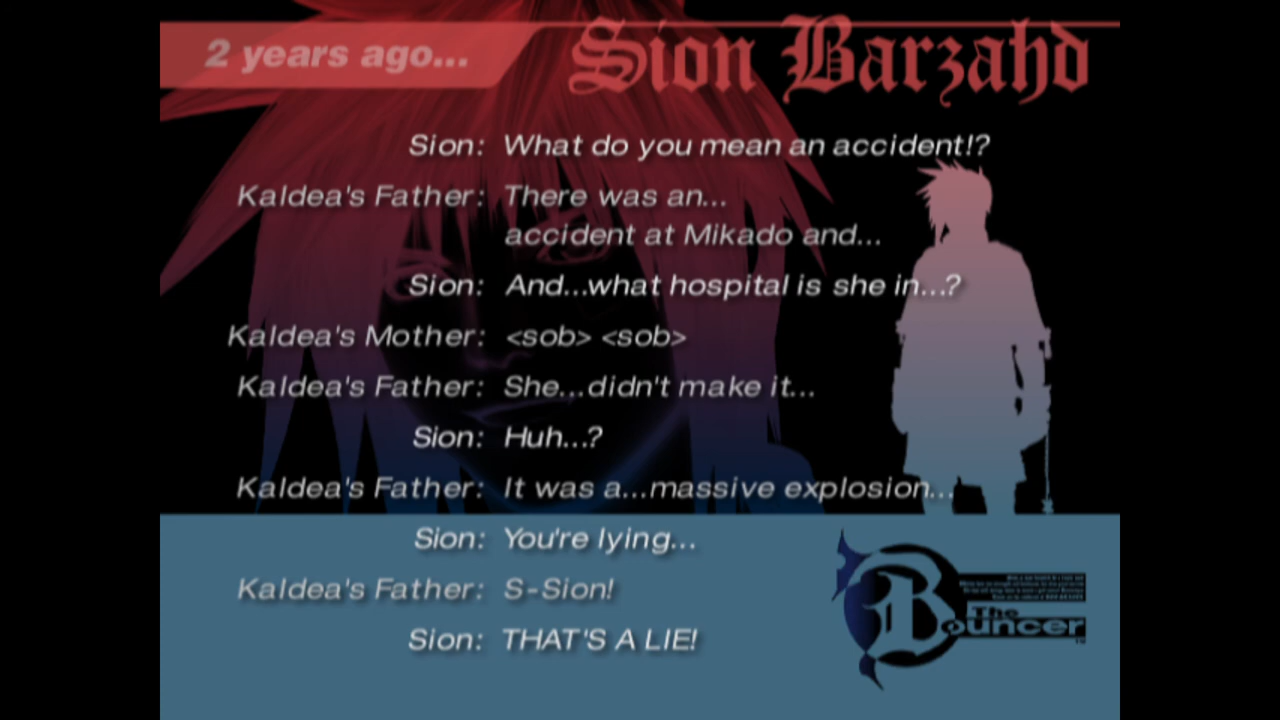 2 years ago...
Sion Barzahd
Sion: What do you mean an accident!?
Kaldea's Father: There was an...
accident at Mikado and...
Sion: And...what hospital is she in...?
Kaldea's Mother: <sob> <sob>
Kaldea's Father: She...didn't make it...
Sion: Huh...?
Kaldea's Father: It was a...massive explosion...
Sion: You're lying...
Kaldea's Father: S-Sion!
Sion: THAT'S A LIE!
B
The
Bouncer
TM